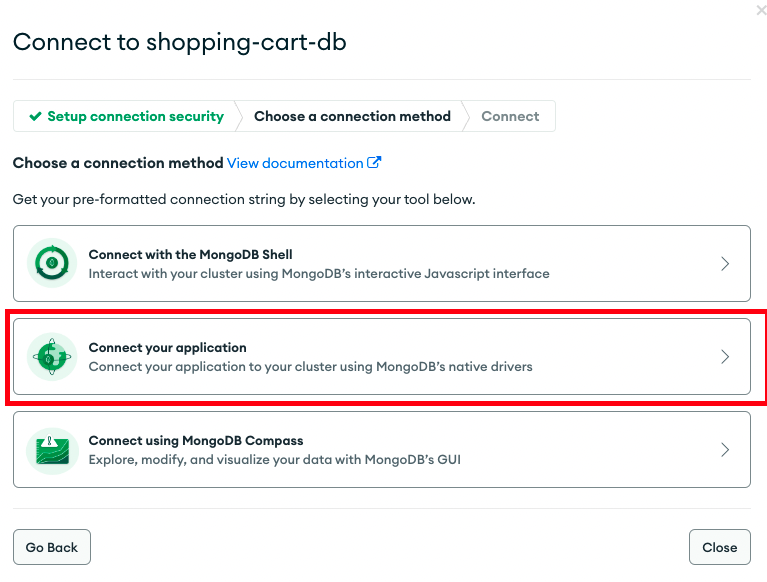 Connect to shopping-cart-db
Setup connection security
Choose a connection method
Connect
Choose a connection method View documentation
Get your pre-formatted connection string by selecting your tool below.
Connect with the MongoDB Shell
Interact with your cluster using MongoDB's interactive Javascript interface
Connect your application
Connect your application to your cluster using MongoDB's native drivers
Connect using MongoDB Compass
Explore, modify, and visualize your data with MongoDB's GUI
Go Back
Close